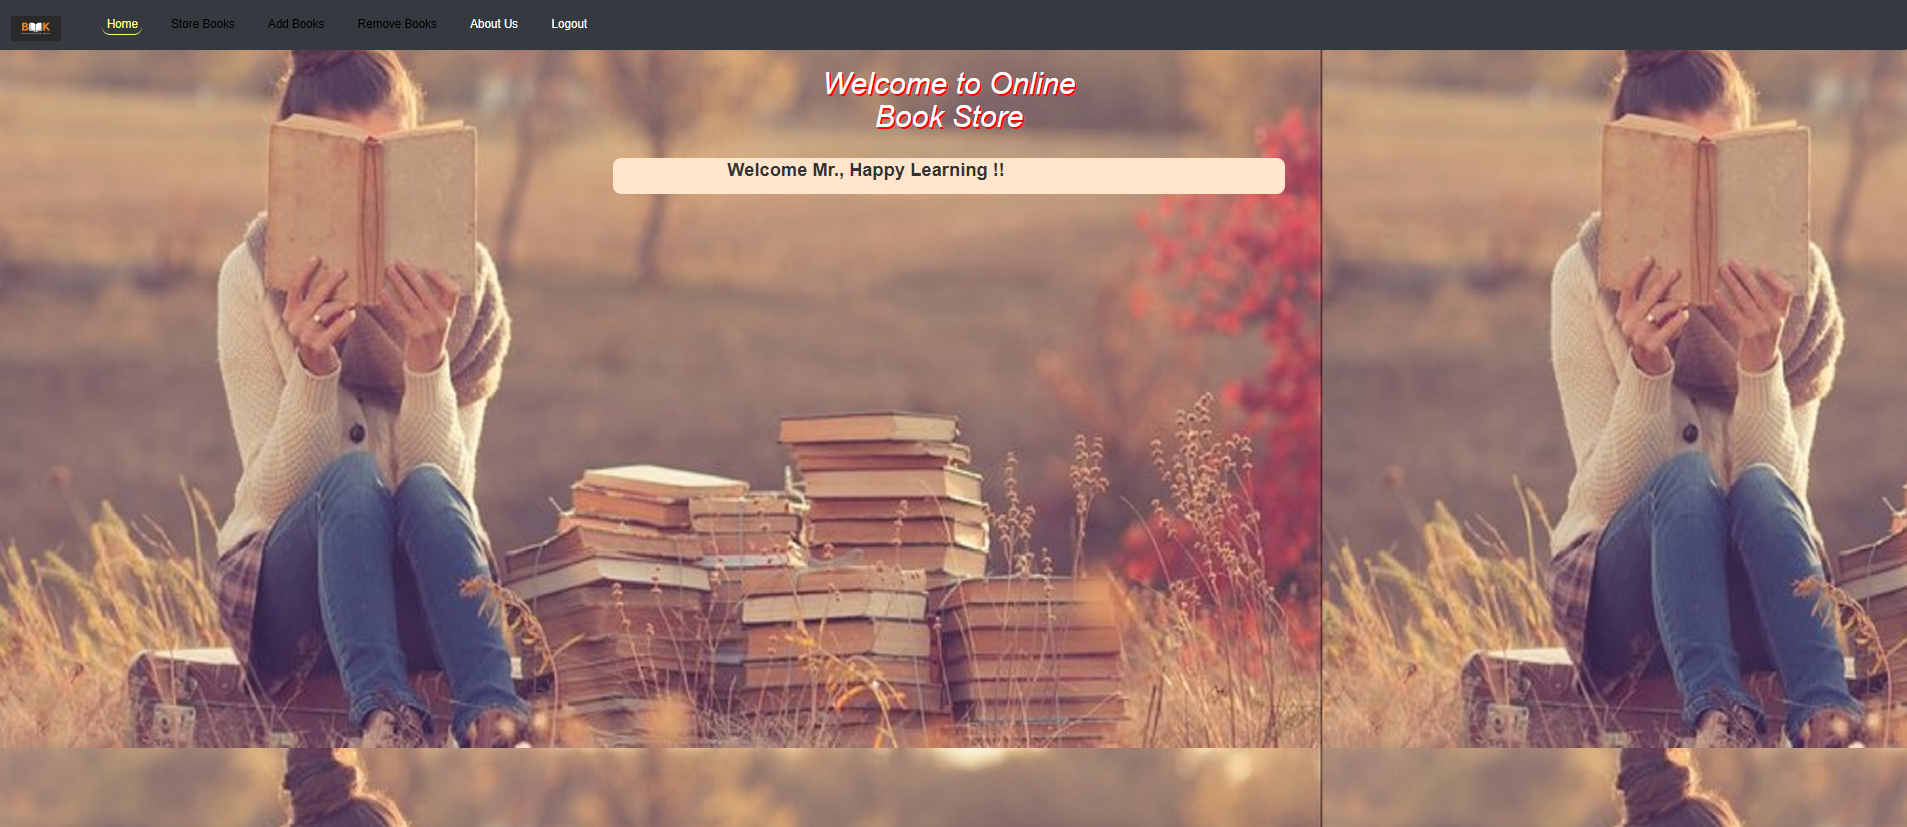 BOOK
Home Store Books Add Books Remove Books About Us Logout
Welcome to Online
Book Store
Welcome Mr., Happy Learning !!